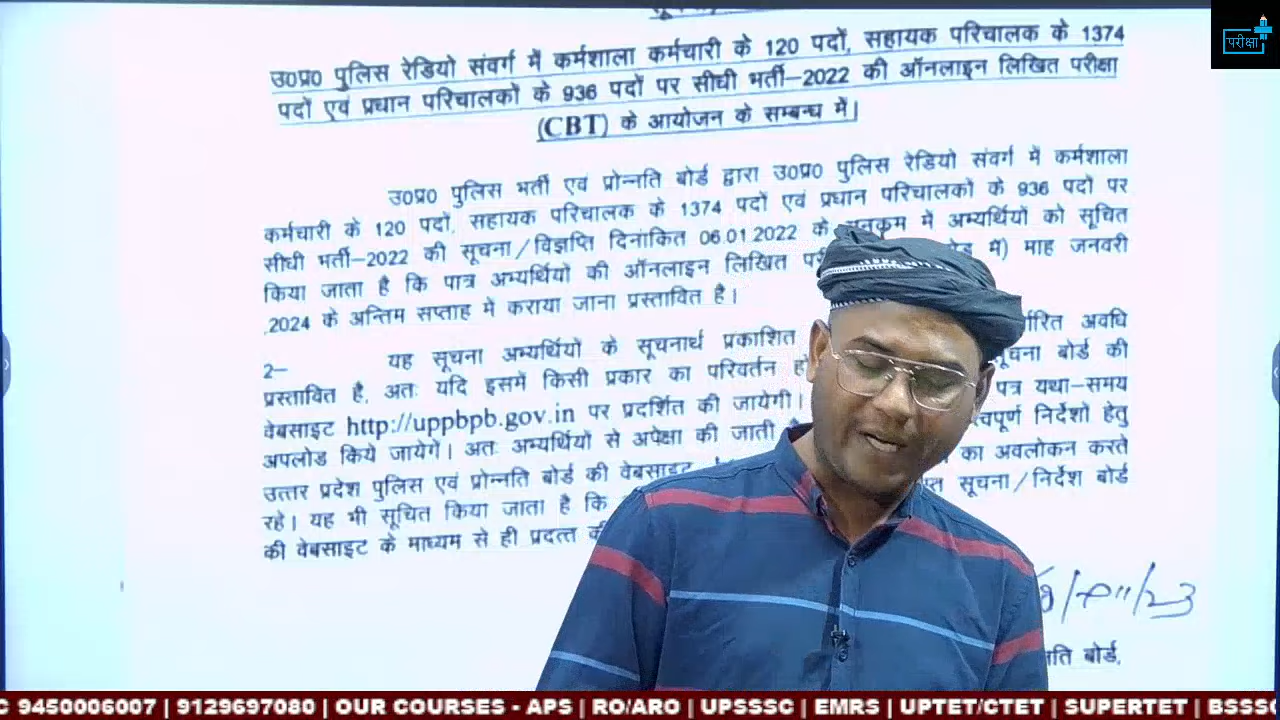 परीक्षा
उ0प्र0 पुलिस रेडियो संवर्ग में कर्मशाला कर्मचारी के 120 पदों, सहायक परिचालक के 1374
पदों एवं प्रधान परिचालकों के 936 पदों पर सीधी भर्ती–2022 की ऑनलाइन लिखित परीक्षा
(CBT) के आयोजन के सम्बन्ध में।
उ0प्र0 पुलिस भर्ती एवं प्रोन्नति बोर्ड द्वारा उ0प्र0 पुलिस रेडियो संवर्ग में कर्मशाला
कर्मचारी के 120 पदों, सहायक परिचालक के 1374 पदों एवं प्रधान परिचालकों के 936 पदों पर
सीधी भर्ती–2022 की सूचना/विज्ञप्ति दिनांकित 06.01.2022 के अनुक्रम में अभ्यर्थियों को सूचित
किया जाता है कि पात्र अभ्यर्थियों की ऑनलाइन लिखित में) माह जनवरी
2024 के अन्तिम सप्ताह में कराया जाना प्रस्तावित है।
2– यह सूचना अभ्यर्थियों के सूचनार्थ प्रकाशित अवधि
प्रस्तावित है, अतः यदि इसमें किसी प्रकार का परिवर्तन बोर्ड की
वेबसाइट http://uppbpb.gov.in पर प्रदर्शित की जायेगी। पत्र यथा–समय
अपलोड किये जायेगे। अतः अभ्यर्थियों से अपेक्षा की जाती निर्देशों हेतु
उत्तर प्रदेश पुलिस एवं प्रोन्नति बोर्ड की वेबसाइट का अवलोकन करते
रहे। यह भी सूचित किया जाता है कि सूचना/निर्देश बोर्ड
की वेबसाइट के माध्यम से ही प्रदत्त
बोर्ड,
9450006007 | 9129697080 | OUR COURSES - APS | RO/ARO | UPSSSC | EMRS | UPTET/CTET | SUPERTET |